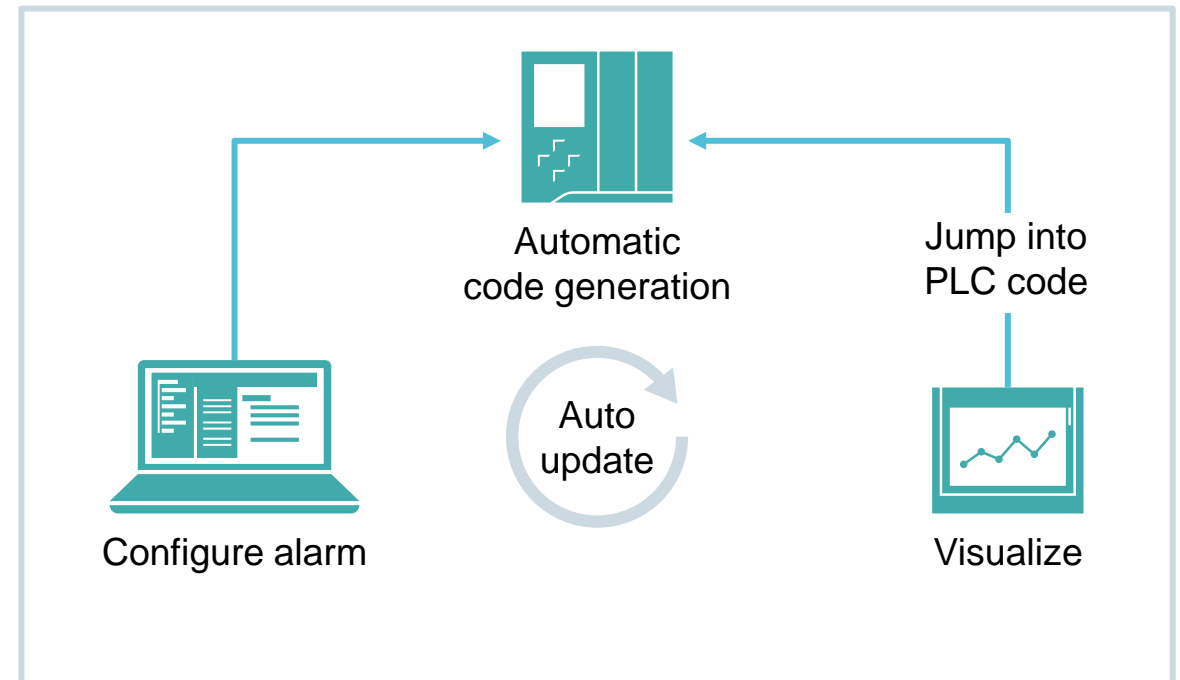 Automatic
code generation
Jump into
PLC code
Auto
update
Configure alarm
Visualize